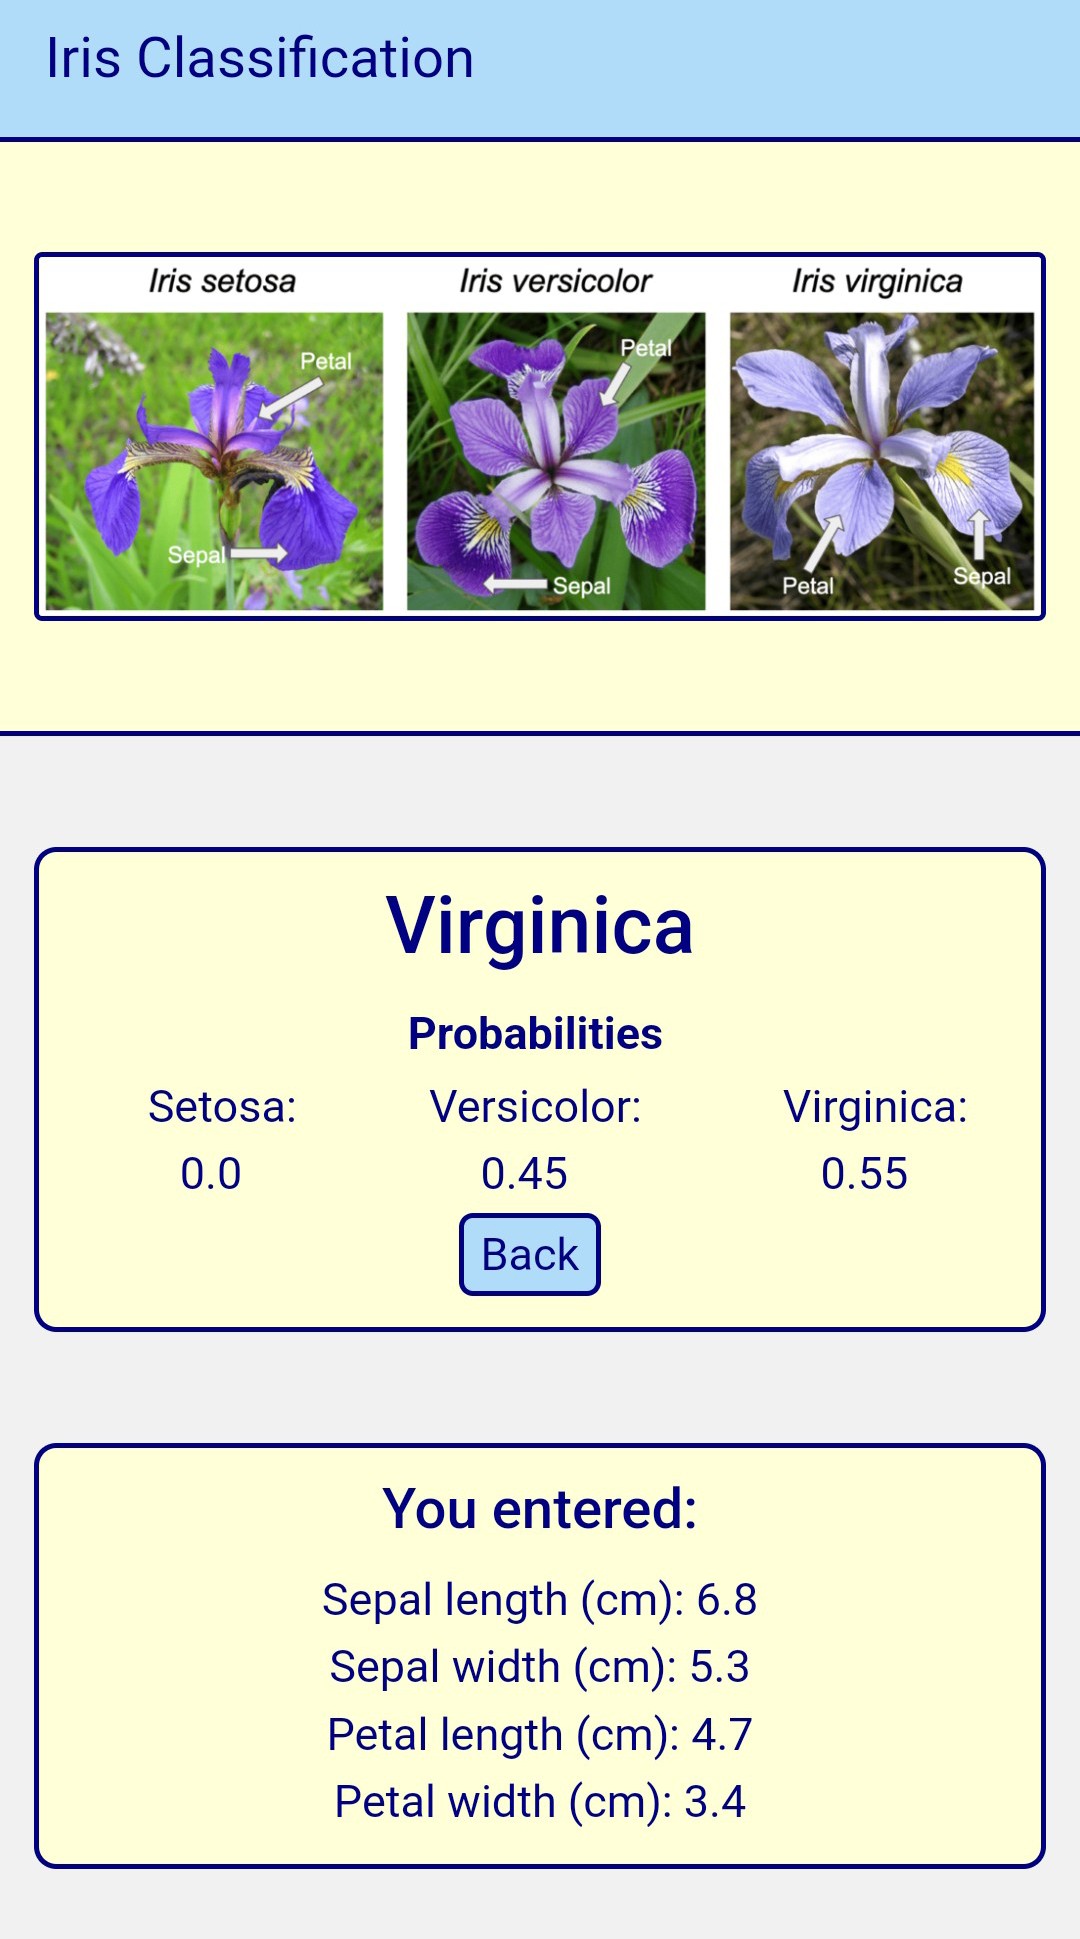 Iris Classification
Iris setosa Iris versicolor Iris virginica
Petal Petal
Sepal Sepal Petal Sepal
Virginica
Probabilities
Setosa: Versicolor: Virginica:
0.0 0.45 0.55
Back
You entered:
Sepal length (cm): 6.8
Sepal width (cm): 5.3
Petal length (cm): 4.7
Petal width (cm): 3.4